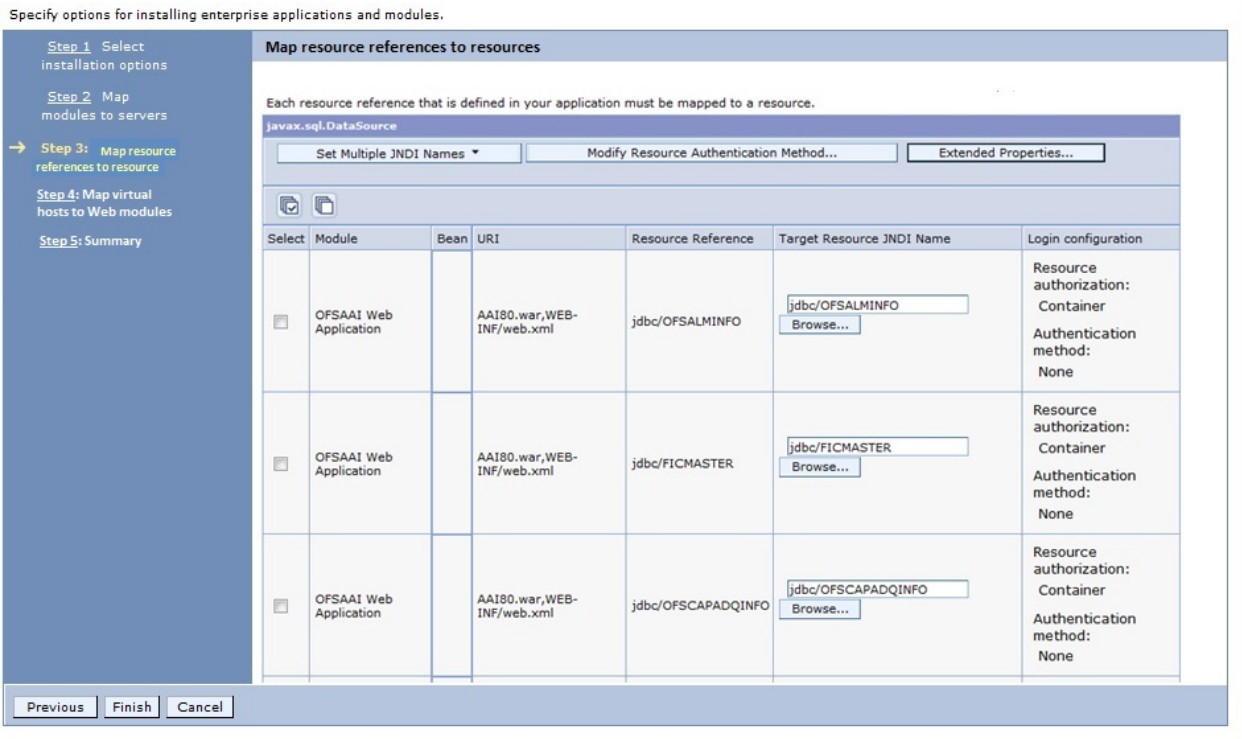 Specify options for installing enterprise applications and modules.
Step 1 Select
installation options
Step 2 Map
modules to servers
Step 3: Map resource
references to resource
Step 4: Map virtual
hosts to Web modules
Step 5: Summary
Map resource references to resources
Each resource reference that is defined in your application must be mapped to a resource.
javax.sql.DataSource
Set Multiple JNDI Names Modify Resource Authentication Method... Extended Properties...
Select Module Bean URI Resource Reference Target Resource JNDI Name Login configuration
OFSAAI Web
Application
AAI80.war,WEB-
INF/web.xml
jdbc/OFSALMINFO
jdbc/OFSALMINFO
Browse...
Resource
authorization:
Container
Authentication
method:
None
OFSAAI Web
Application
AAI80.war,WEB-
INF/web.xml
jdbc/FICMASTER
jdbc/FICMASTER
Browse...
Resource
authorization:
Container
Authentication
method:
None
OFSAAI Web
Application
AAI80.war,WEB-
INF/web.xml
jdbc/OFSCAPADQINFO
jdbc/OFSCAPADQINFO
Browse...
Resource
authorization:
Container
Authentication
method:
None
Previous Finish Cancel